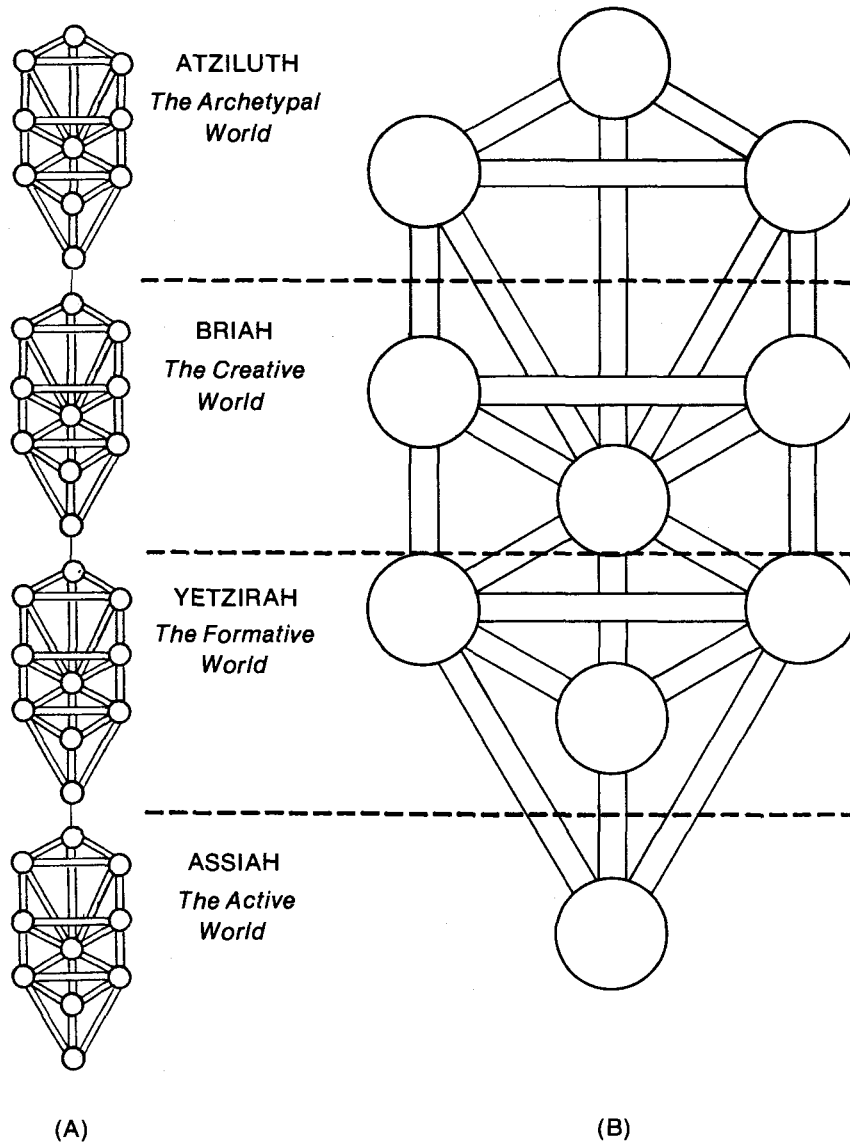 ATZILUTH
The Archetypal
World
BRIAH
The Creative
World
YETZIRAH
The Formative
World
ASSIAH
The Active
World
(A)
(B)